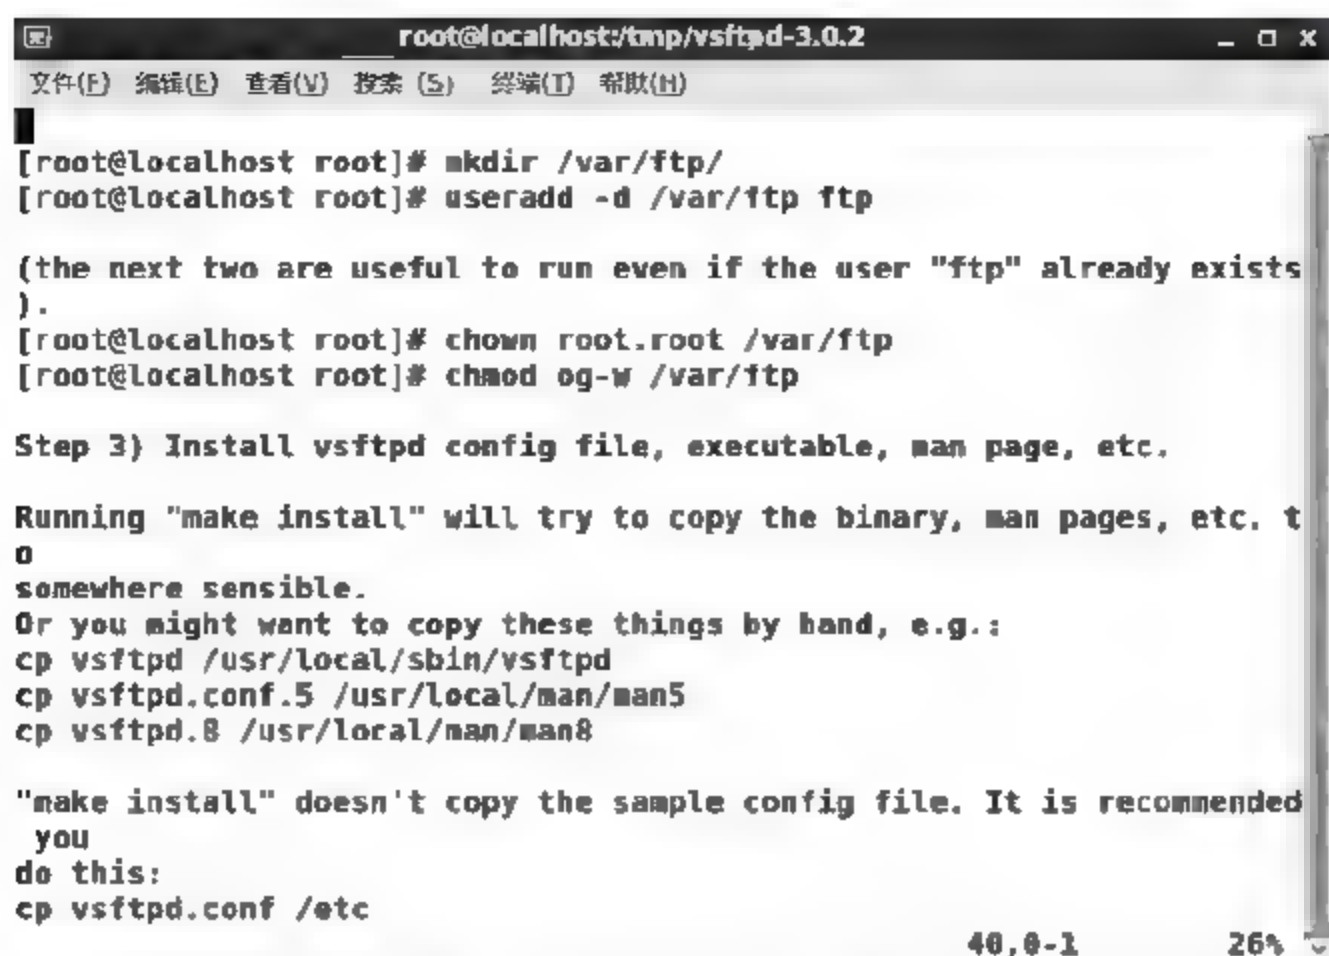 root@localhost:/tmp/vsftpd-3.0.2
文件(F) 编辑(E) 查看(V) 搜索 (S) 终端(T) 帮助(H)
[root@localhost root]# mkdir /var/ftp/
[root@localhost root]# useradd -d /var/ftp ftp
(the next two are useful to run even if the user "ftp" already exists
).
[root@localhost root]# chown root.root /var/ftp
[root@localhost root]# chmod og-w /var/ftp
Step 3) Install vsftpd config file, executable, man page, etc.
Running "make install" will try to copy the binary, man pages, etc. t
o
somewhere sensible.
Or you might want to copy these things by hand, e.g.:
cp vsftpd /usr/local/sbin/vsftpd
cp vsftpd.conf.5 /usr/local/man/man5
cp vsftpd.8 /usr/local/man/man8
"make install" doesn't copy the sample config file. It is recommended
you
do this:
cp vsftpd.conf /etc
40,0-1 26%